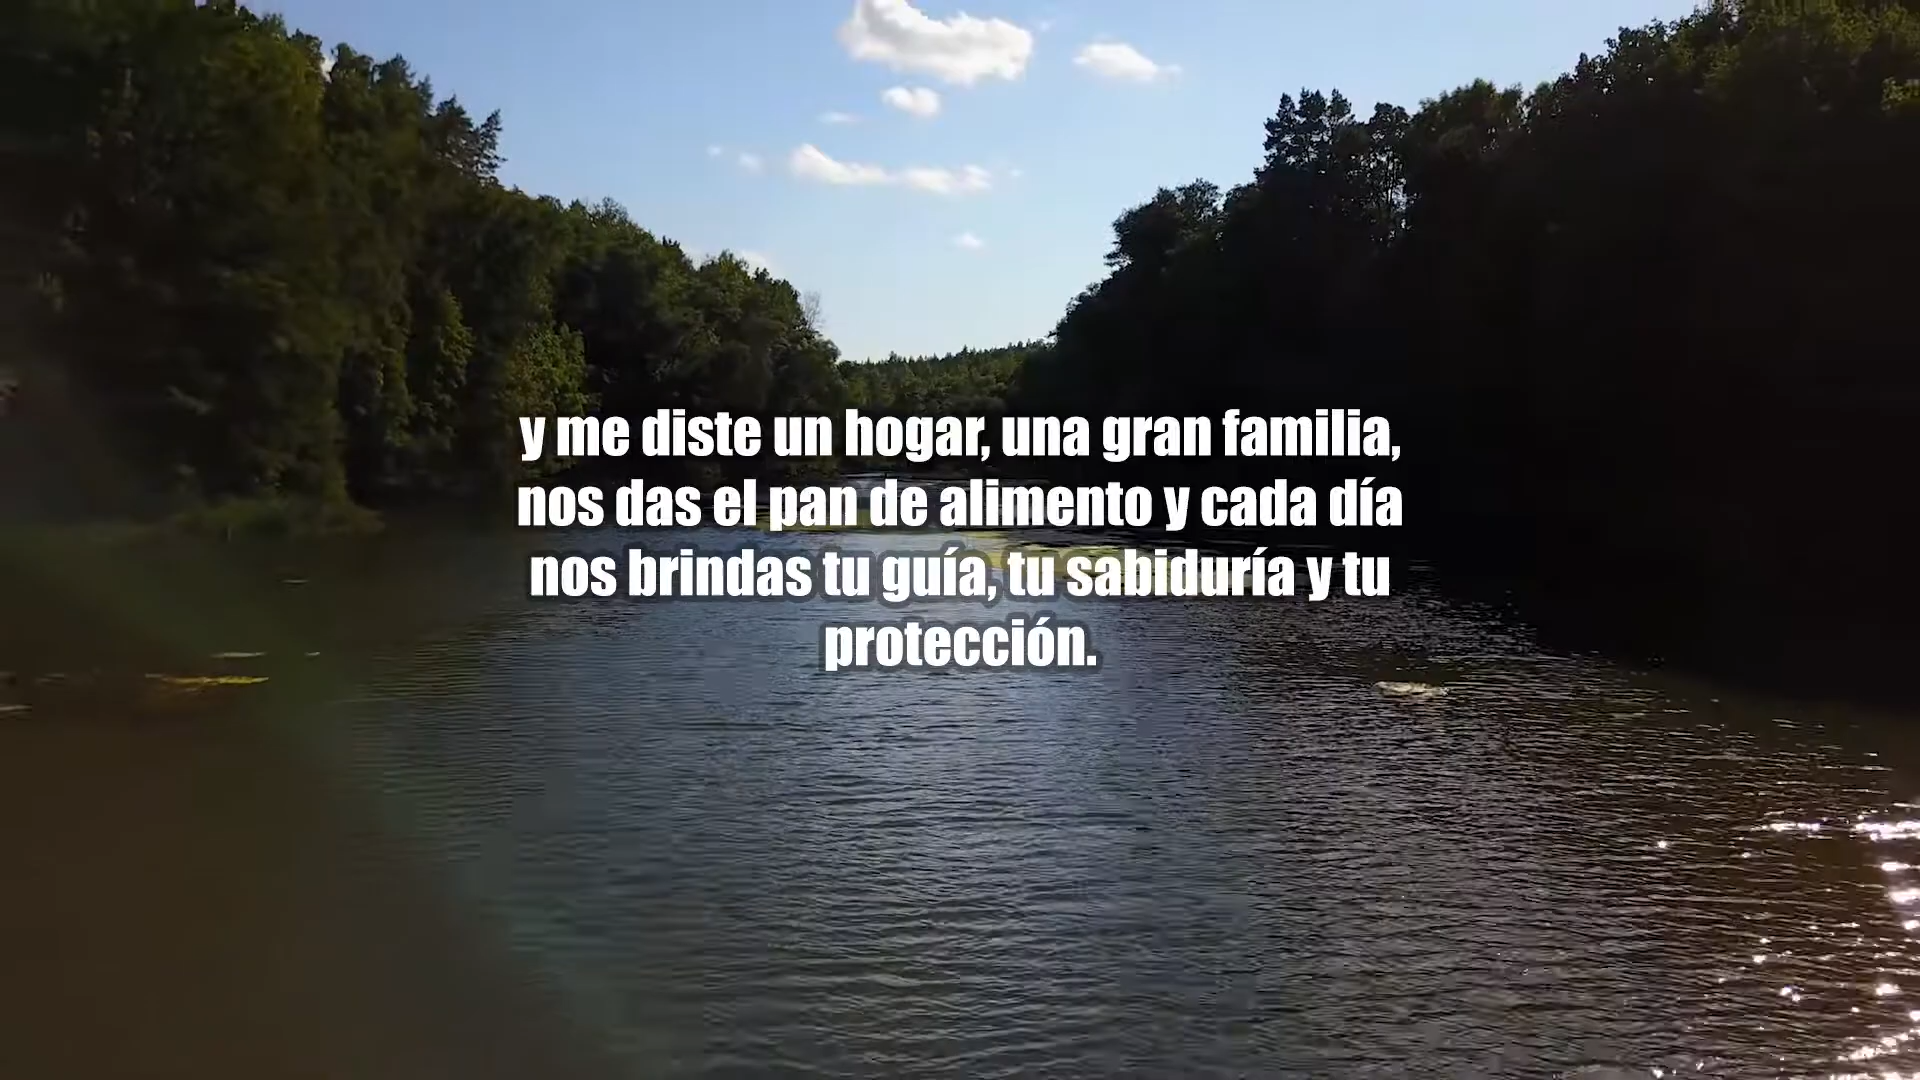 y me diste un hogar, una gran familia,
nos das el pan de alimento y cada día
nos brindas tu guía, tu sabiduría y tu
protección.